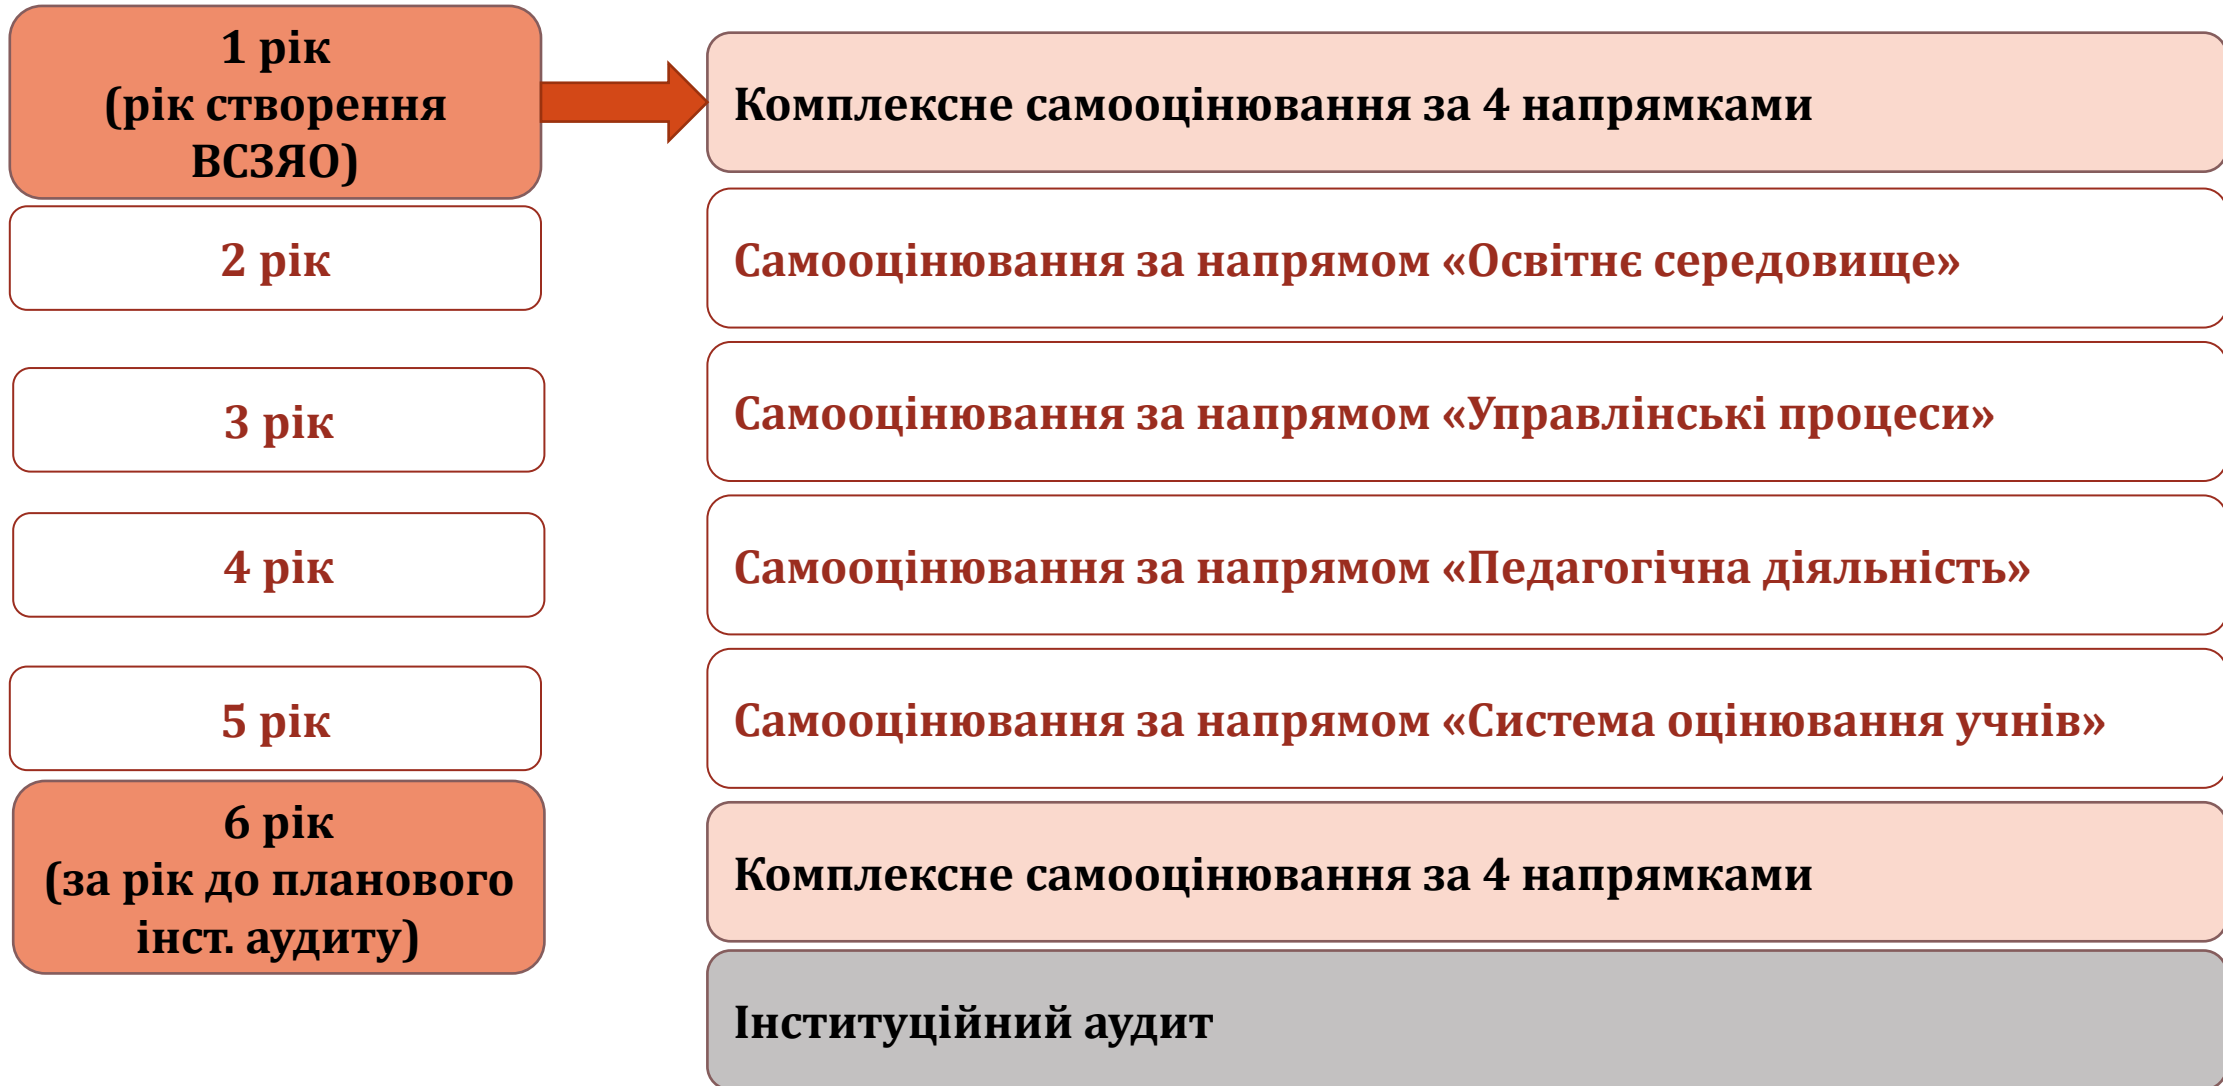 1 рік
(рік створення
ВСЗЯО)
Комплексне самооцінювання за 4 напрямками
2 рік
Самооцінювання за напрямом «Освітнє середовище»
3 рік
Самооцінювання за напрямом «Управлінські процеси»
4 рік
Самооцінювання за напрямом «Педагогічна діяльність»
5 рік
Самооцінювання за напрямом «Система оцінювання учнів»
6 рік
(за рік до планового
інст. аудиту)
Комплексне самооцінювання за 4 напрямками
Інституційний аудит